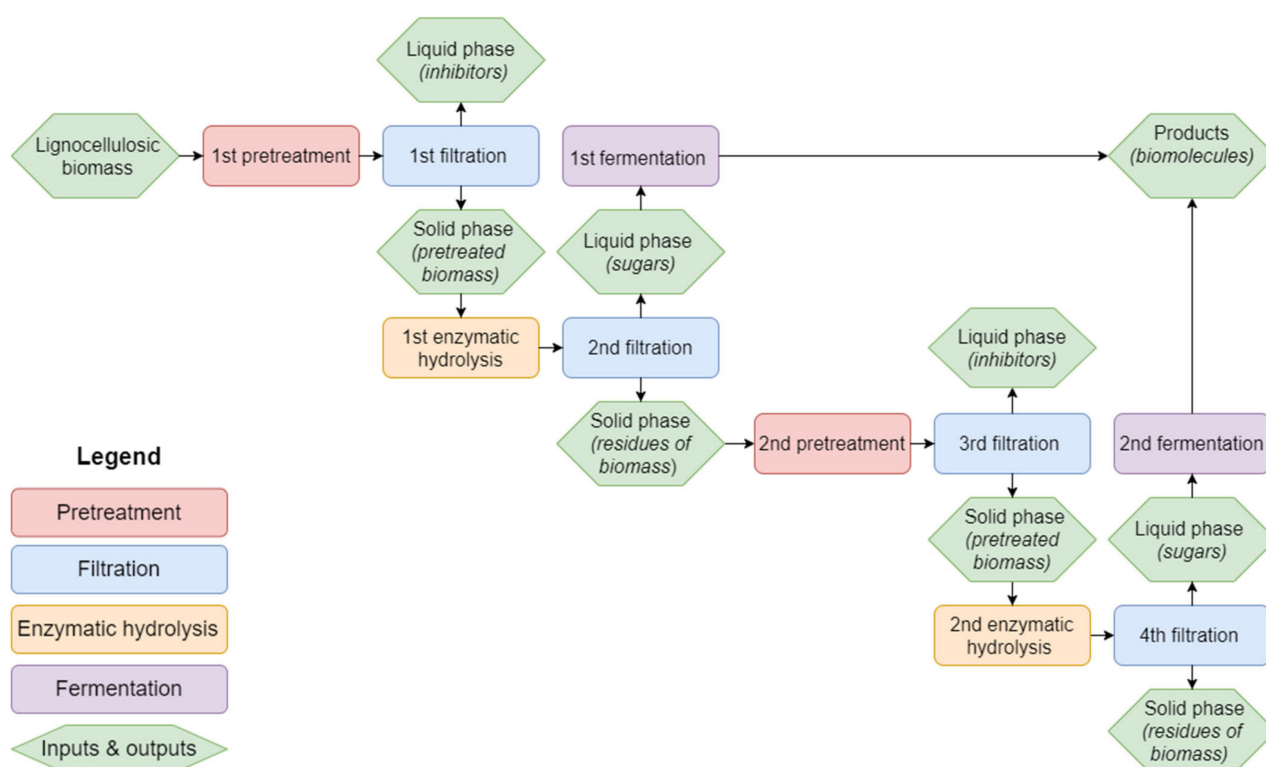 Liquid phase
(inhibitors)
Lignocellulosic
biomass
1st pretreatment
1st filtration
1st fermentation
Products
(biomolecules)
Solid phase
(pretreated
biomass)
Liquid phase
(sugars)
1st enzymatic
hydrolysis
2nd filtration
Liquid phase
(inhibitors)
Solid phase
(residues of
biomass)
2nd pretreatment
3rd filtration
2nd fermentation
Solid phase
(pretreated
biomass)
Liquid phase
(sugars)
2nd enzymatic
hydrolysis
4th filtration
Solid phase
(residues of
biomass)
Legend
Pretreatment
Filtration
Enzymatic hydrolysis
Fermentation
Inputs & outputs